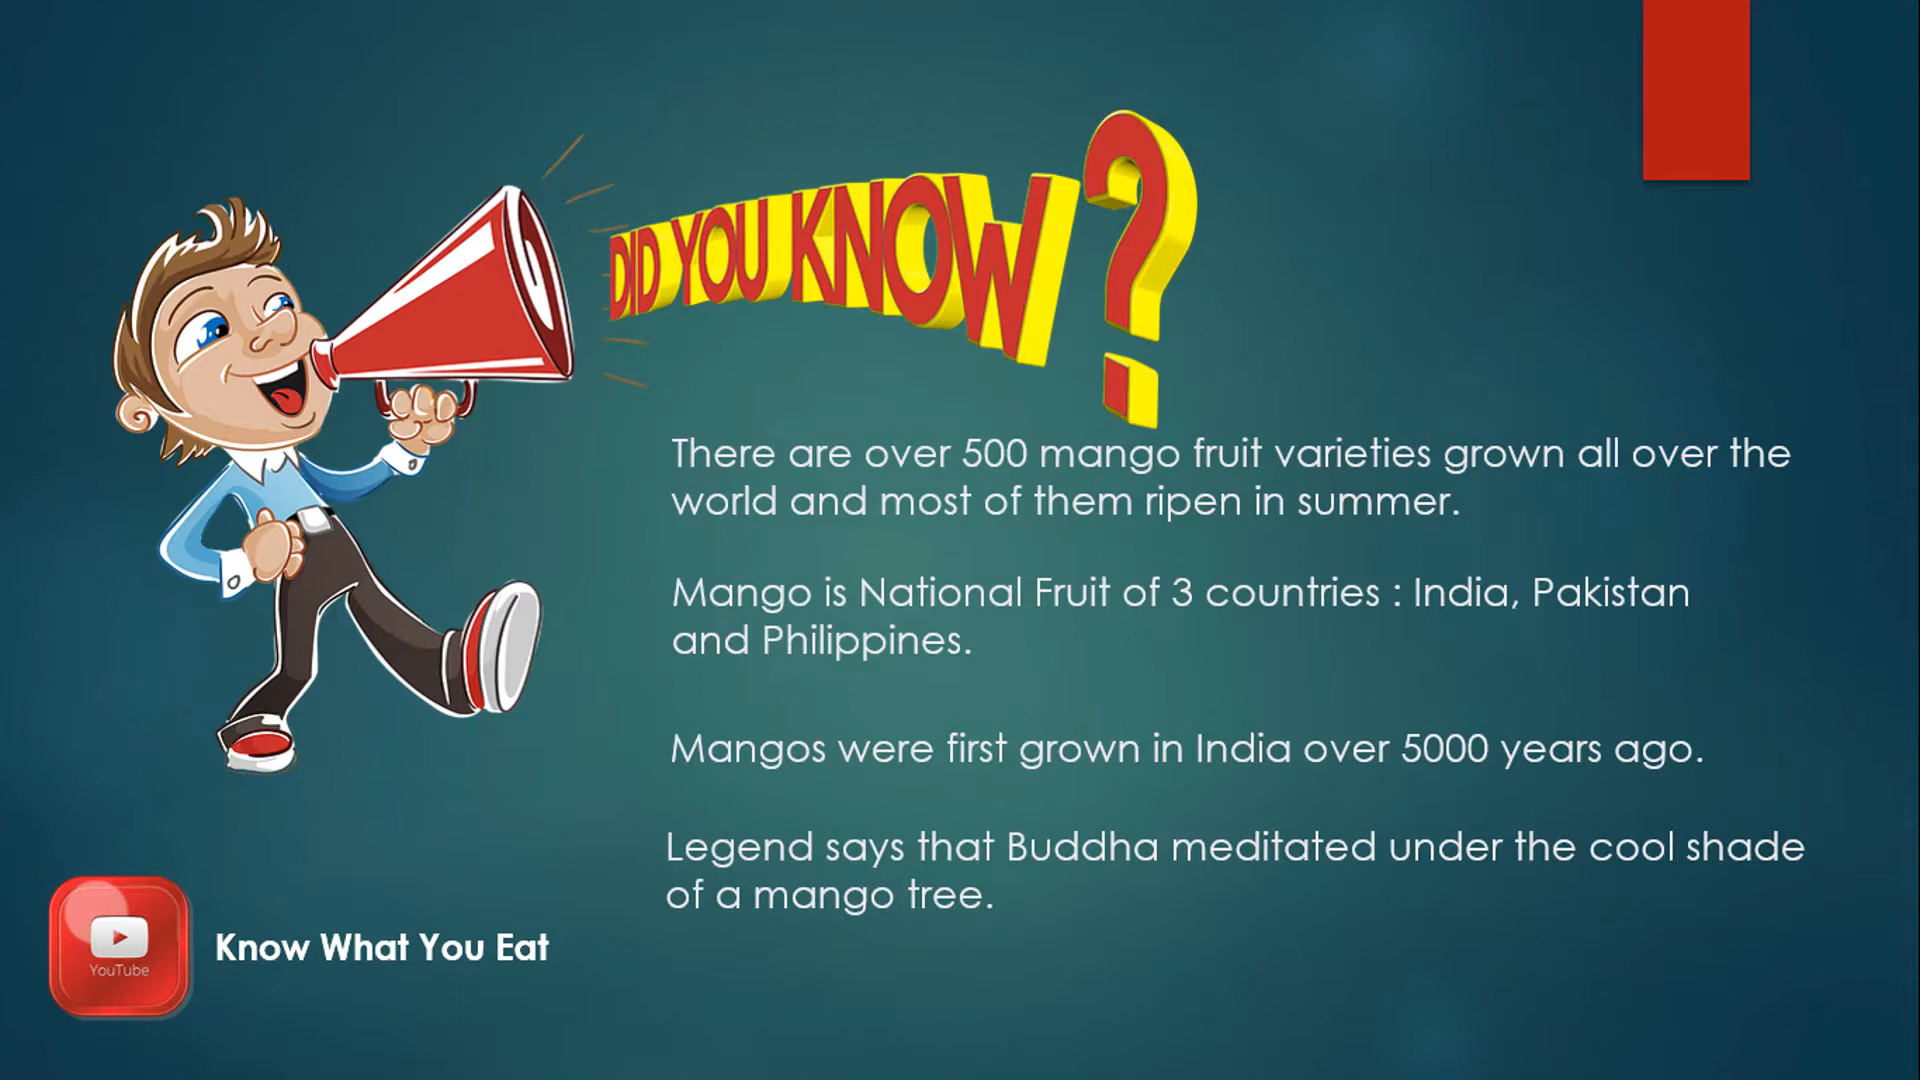 DID YOU KNOW?
There are over 500 mango fruit varieties grown all over the
world and most of them ripen in summer.
Mango is National Fruit of 3 countries : India, Pakistan
and Philippines.
Mangos were first grown in India over 5000 years ago.
Legend says that Buddha meditated under the cool shade
of a mango tree.
YouTube
Know What You Eat